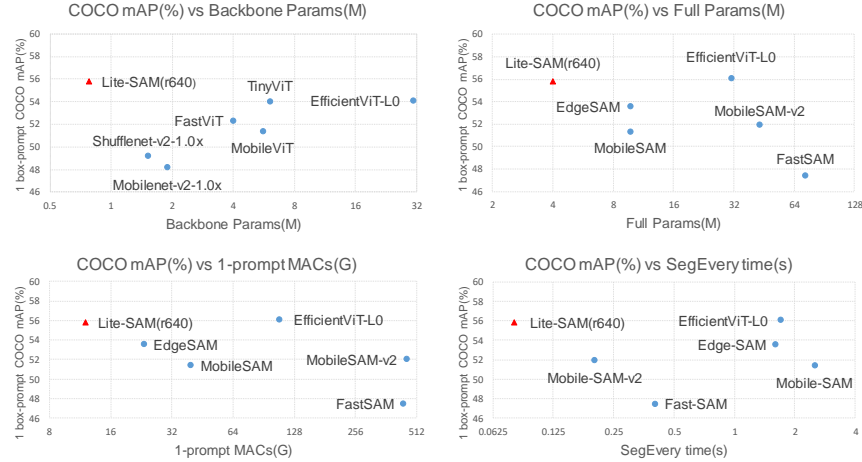 COCO mAP(%) vs Backbone Params(M)
1 box-prompt COCO mAP(%)
60
58
56
54
52
50
48
46
Lite-SAM(r640)
TinyViT
EfficientViT-L0
FastViT
MobileViT
Shufflenet-v2-1.0x
Mobilenet-v2-1.0x
0.5 1 2 4 8 16 32
Backbone Params(M)
COCO mAP(%) vs Full Params(M)
1 box-prompt COCO mAP(%)
60
58
56
54
52
50
48
46
Lite-SAM(r640)
EfficientViT-L0
EdgeSAM
MobileSAM-v2
MobileSAM
FastSAM
2 4 8 16 32 64 128
Full Params(M)
COCO mAP(%) vs 1-prompt MACs(G)
1 box-prompt COCO mAP(%)
60
58
56
54
52
50
48
46
Lite-SAM(r640)
EfficientViT-L0
EdgeSAM
MobileSAM
MobileSAM-v2
FastSAM
8 16 32 64 128 256 512
1-prompt MACs(G)
COCO mAP(%) vs SegEvery time(s)
1 box-prompt COCO mAP(%)
60
58
56
54
52
50
48
46
Lite-SAM(r640)
EfficientViT-L0
Edge-SAM
Mobile-SAM-v2
Mobile-SAM
Fast-SAM
0.0625 0.125 0.25 0.5 1 2 4
SegEvery time(s)